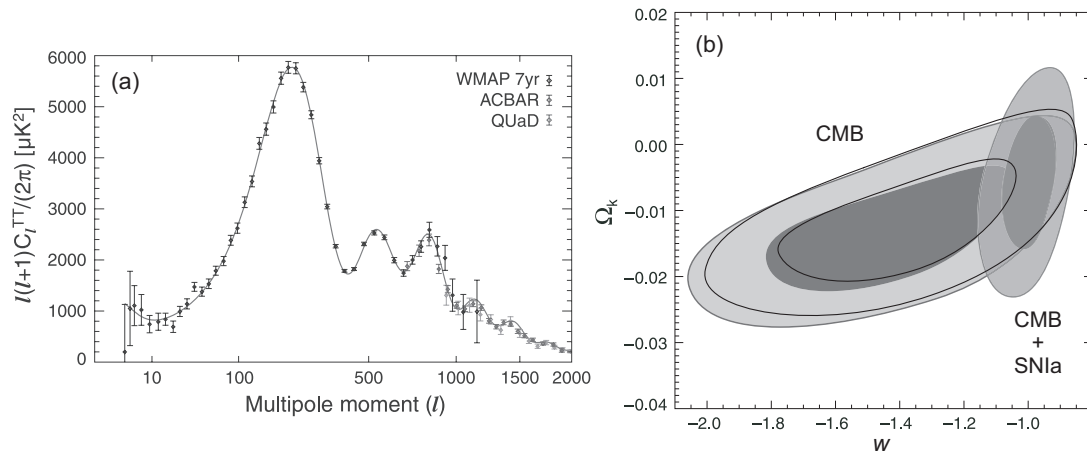 (a)
6000
5000
4000
3000
2000
1000
0
l(l+1)C_l^TT/(2π) [μK²]
WMAP 7yr
ACBAR
QUaD
10 100 500 1000 1500 2000
Multipole moment (l)
(b)
0.02
0.01
0.00
−0.01
−0.02
−0.03
−0.04
Ω_k
CMB
CMB
+
SNIa
−2.0 −1.8 −1.6 −1.4 −1.2 −1.0
w